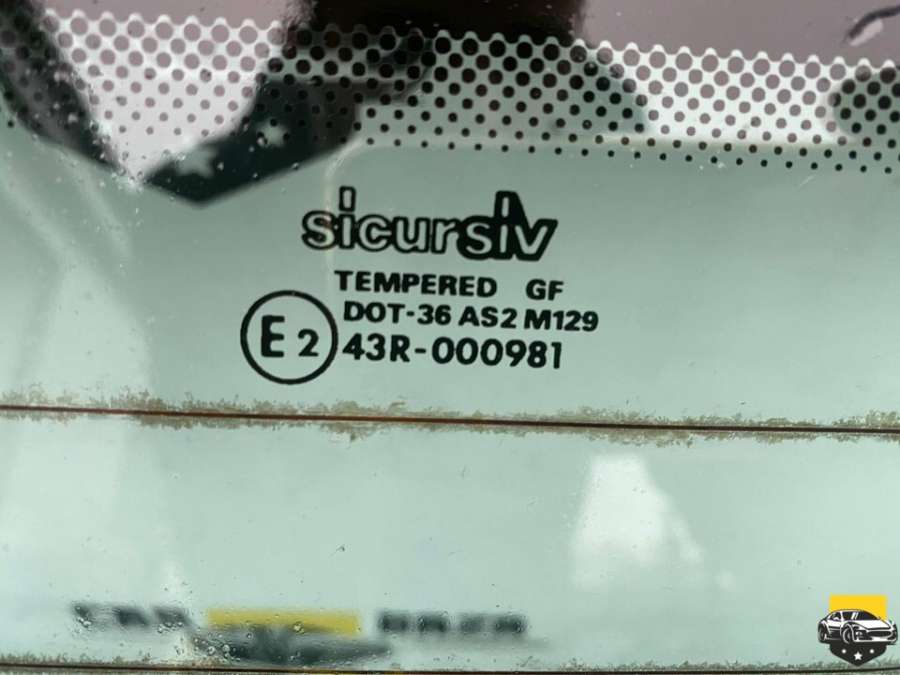 sicursiv
TEMPERED GF
DOT-36 AS2 M129
E2
43R-000981